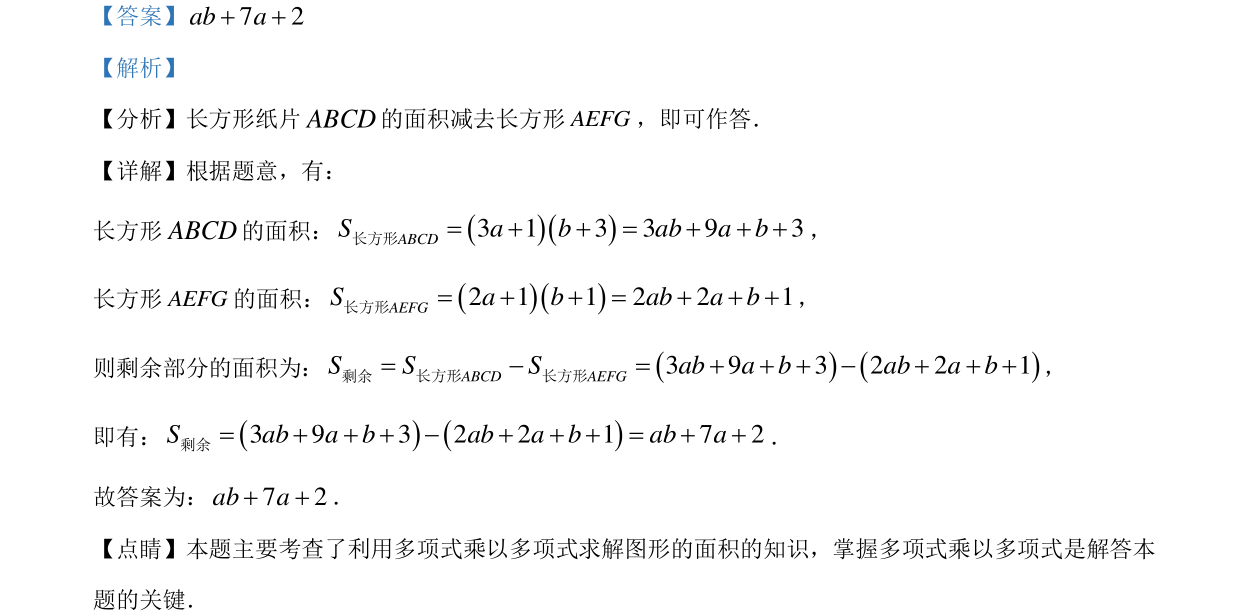 【答案】ab+7a+2
【解析】
【分析】长方形纸片 ABCD 的面积减去长方形 AEFG，即可作答．
【详解】根据题意，有：
长方形 ABCD 的面积：S长方形ABCD =(3a+1)(b+3)=3ab+9a+b+3，
长方形 AEFG 的面积：S长方形AEFG =(2a+1)(b+1)=2ab+2a+b+1，
则剩余部分的面积为：S剩余 =S长方形ABCD −S长方形AEFG =(3ab+9a+b+3)−(2ab+2a+b+1)，
即有：S剩余 =(3ab+9a+b+3)−(2ab+2a+b+1)=ab+7a+2．
故答案为：ab+7a+2．
【点睛】本题主要考查了利用多项式乘以多项式求解图形的面积的知识，掌握多项式乘以多项式是解答本
题的关键．